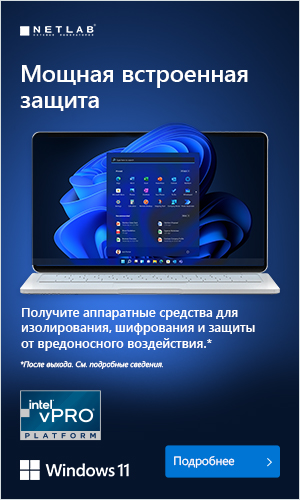 NETLAB®
Мощная встроенная
защита
Получите аппаратные средства для
изолирования, шифрования и защиты
от вредоносного воздействия.*
*После выхода. См. подробные сведения.
intel
vPRO®
PLATFORM
Windows 11
Подробнее